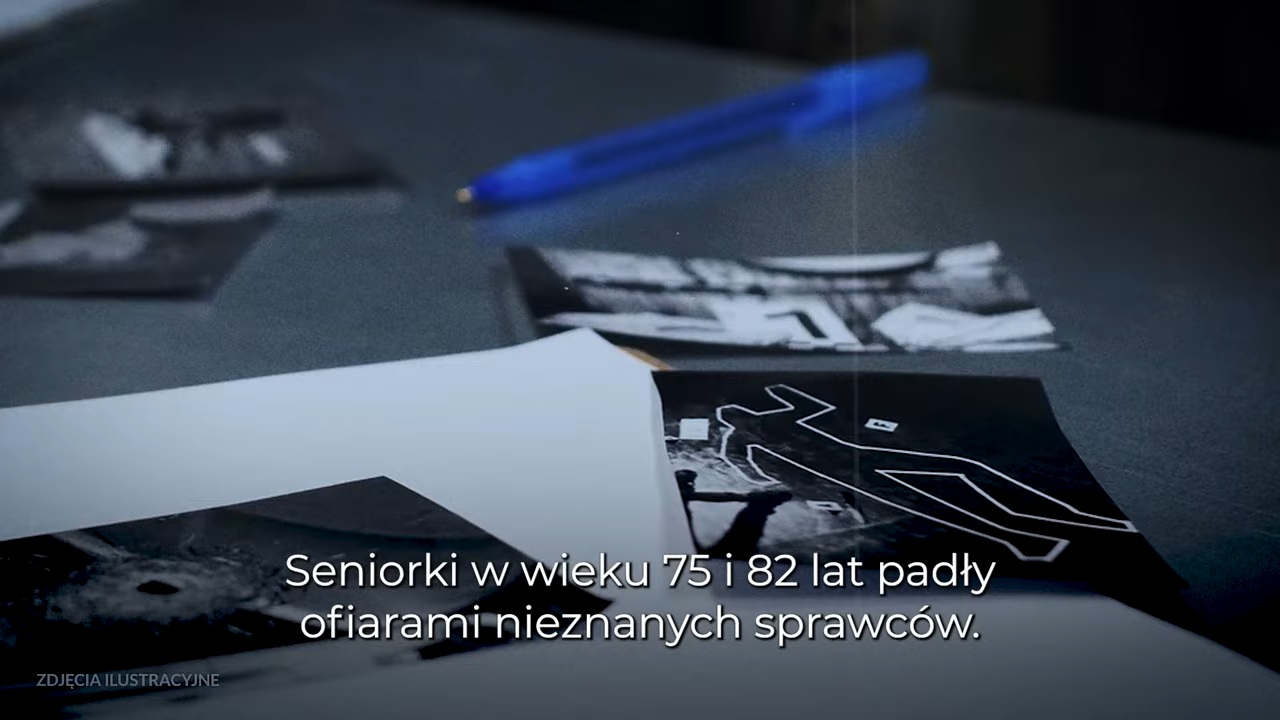 Seniorki w wieku 75 i 82 lat padły
ofiarami nieznanych sprawców.
ZDJĘCIA ILUSTRACYJNE